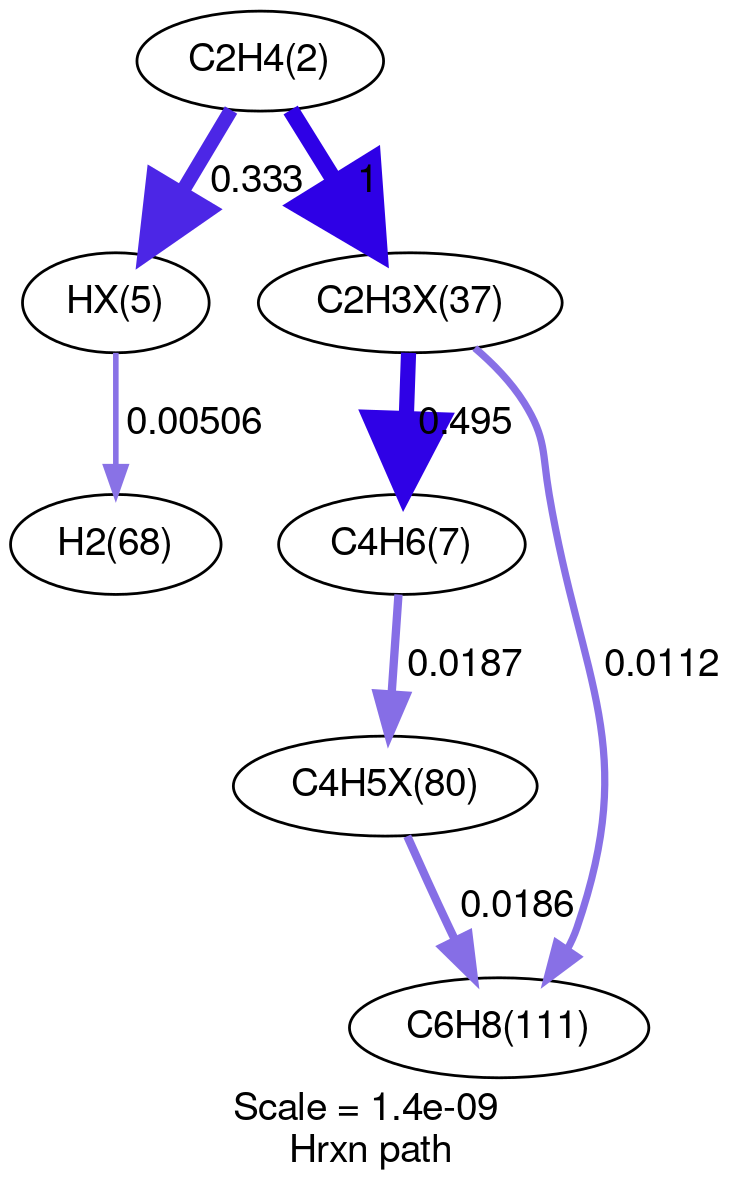 C2H4(2)
0.333
1
HX(5)
C2H3X(37)
0.00506
0.495
H2(68)
C4H6(7)
0.0187
0.0112
C4H5X(80)
0.0186
C6H8(111)
Scale = 1.4e-09
Hrxn path